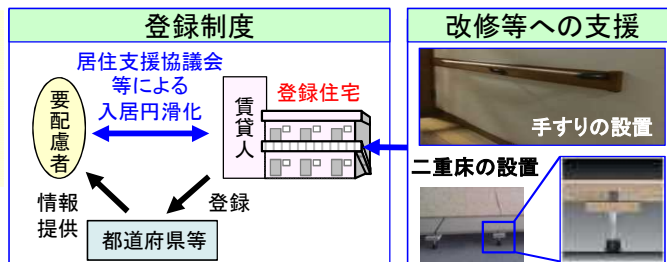 登録制度
居住支援協議会
等による
入居円滑化
要配慮者
賃貸人
登録住宅
情報
提供
登録
都道府県等
改修等への支援
手すりの設置
二重床の設置